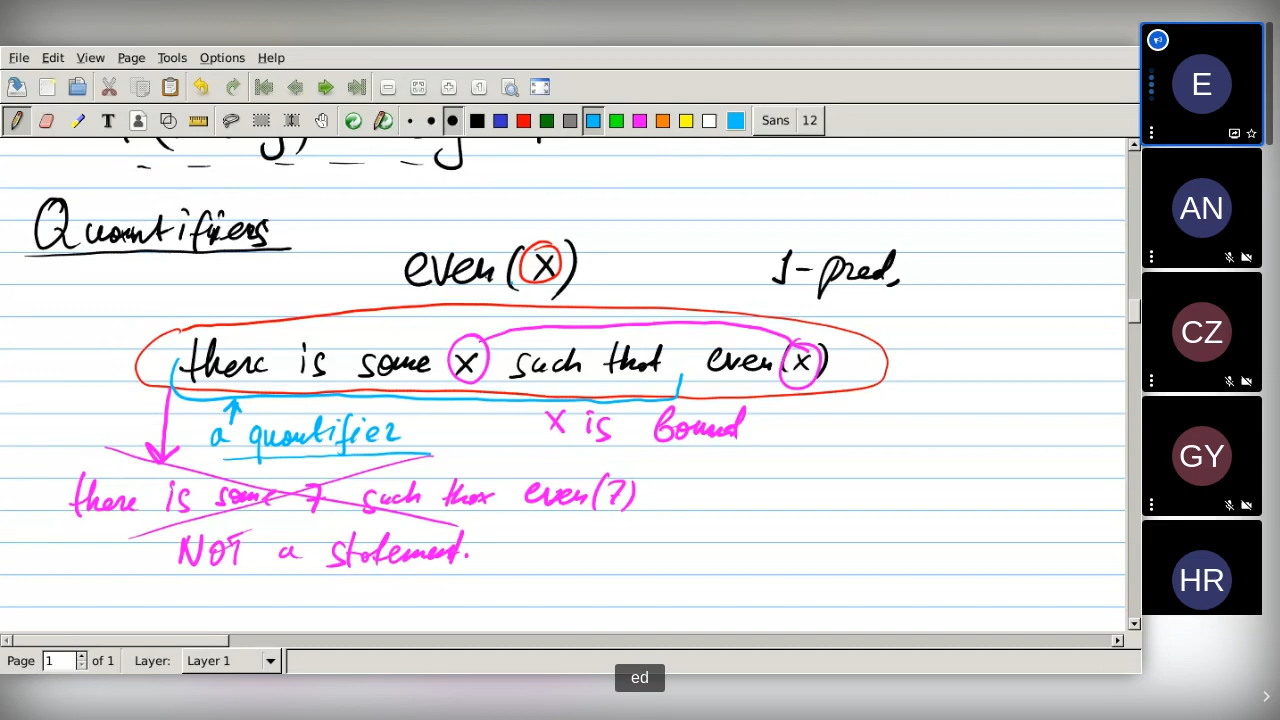 File Edit View Page Tools Options Help
Sans 12
Quantifiers
even(x) 1-pred.
there is some x such that even(x)
a quantifier x is bound
there is some 7 such that even(7)
NOT a statement.
Page 1 of 1 Layer: Layer 1
ed
E
AN
CZ
GY
HR